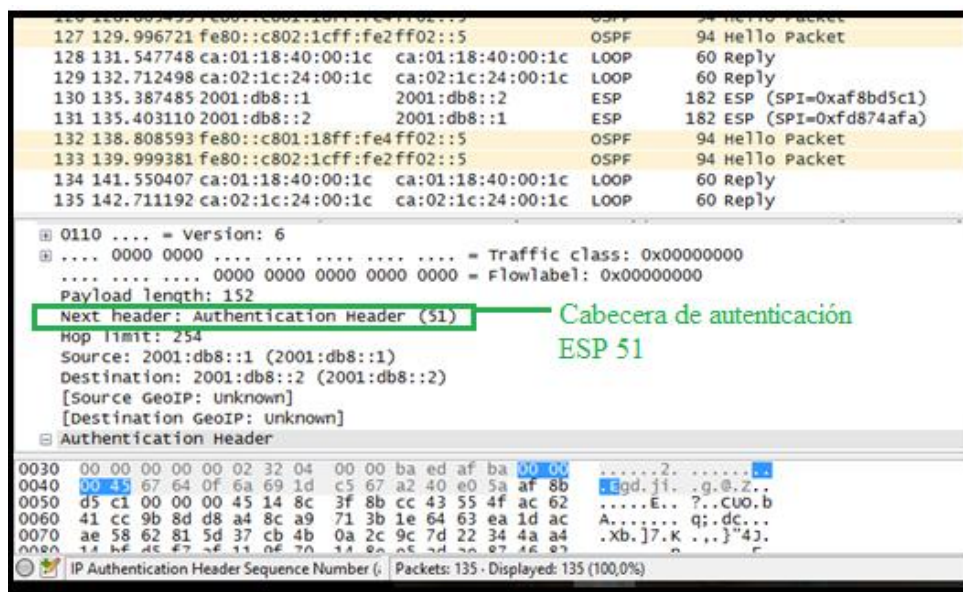 127 129.996721 fe80::c802:1cff:fe2 ff02::5 OSPF 94 Hello Packet
128 131.547748 ca:01:18:40:00:1c ca:01:18:40:00:1c LOOP 60 Reply
129 132.712498 ca:02:1c:24:00:1c ca:02:1c:24:00:1c LOOP 60 Reply
130 135.387485 2001:db8::1 2001:db8::2 ESP 182 ESP (SPI=0xaf8bd5c1)
131 135.403110 2001:db8::2 2001:db8::1 ESP 182 ESP (SPI=0xfd874afa)
132 138.808593 fe80::c801:18ff:fe4 ff02::5 OSPF 94 Hello Packet
133 139.999381 fe80::c802:1cff:fe2 ff02::5 OSPF 94 Hello Packet
134 141.550407 ca:01:18:40:00:1c ca:01:18:40:00:1c LOOP 60 Reply
135 142.711192 ca:02:1c:24:00:1c ca:02:1c:24:00:1c LOOP 60 Reply
0110 .... = Version: 6
.... 0000 0000 .... .... .... .... .... = Traffic class: 0x00000000
.... .... .... 0000 0000 0000 0000 0000 = Flowlabel: 0x00000000
Payload length: 152
Next header: Authentication Header (51)
Hop limit: 254
Source: 2001:db8::1 (2001:db8::1)
Destination: 2001:db8::2 (2001:db8::2)
[Source GeoIP: Unknown]
[Destination GeoIP: Unknown]
Authentication Header
Cabecera de autenticación
ESP 51
0030 00 00 00 00 00 02 32 04 00 00 ba ed af ba 00 00 ......2. ........
0040 00 45 67 64 0f 6a 69 1d c5 67 a2 40 e0 5a af 8b .Egd.ji. .g.@.Z..
0050 d5 c1 00 00 00 45 14 8c 3f 8b cc 43 55 4f ac 62 .....E.. ?..CUO.b
0060 41 cc 9b 8d d8 a4 8c a9 71 3b 1e 64 63 ea 1d ac A....... q;.dc...
0070 ae 58 62 81 5d 37 cb 4b 0a 2c 9c 7d 22 34 4a a4 .Xb.]7.K .,.}"4J.
IP Authentication Header Sequence Number (; Packets: 135 · Displayed: 135 (100,0%)